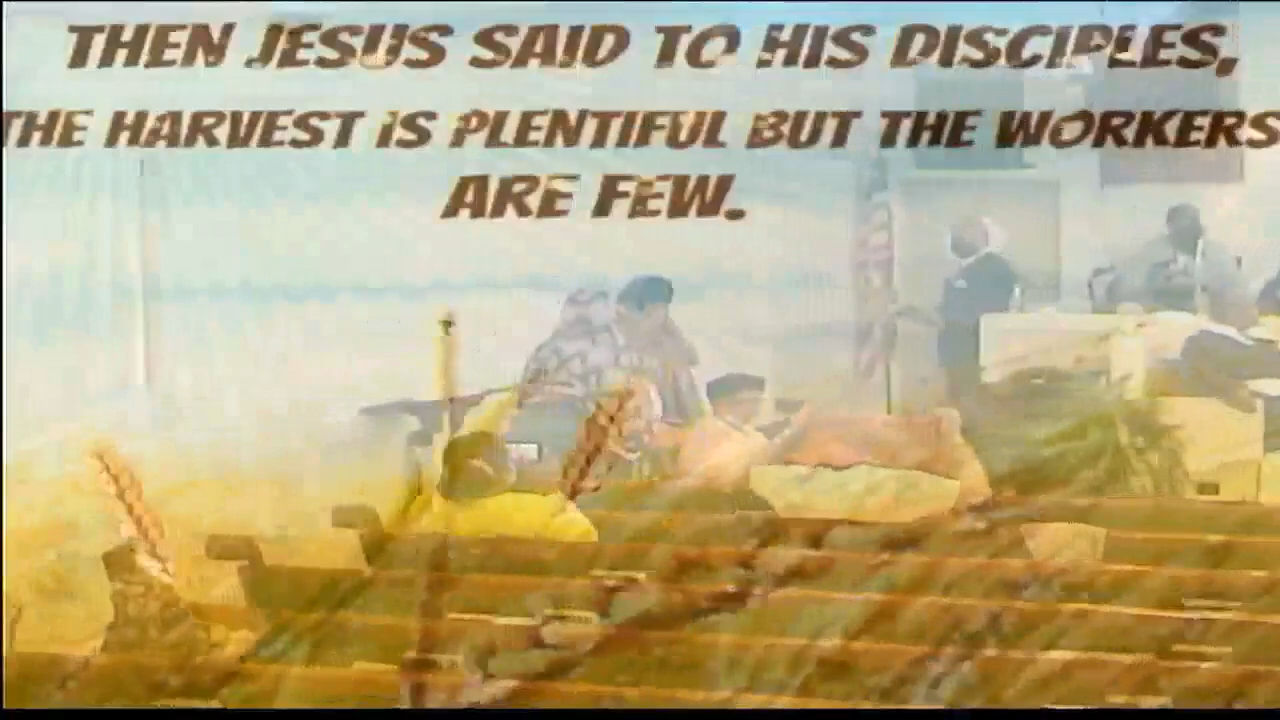 THEN JESUS SAID TO HIS DISCIPLES,
THE HARVEST IS PLENTIFUL BUT THE WORKERS
ARE FEW.